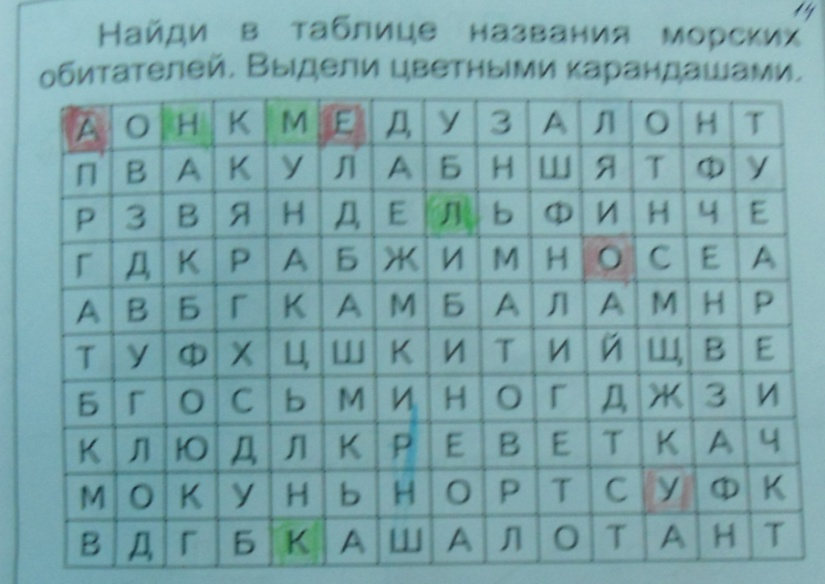 14
Найди в таблице названия морских
обитателей. Выдели цветными карандашами.
А О Н К М Е Д У З А Л О Н Т
П В А К У Л А Б Н Ш Я Т Ф У
Р З В Я Н Д Е Л Ь Ф И Н Ч Е
Г Д К Р А Б Ж И М Н О С Е А
А В Б Г К А М Б А Л А М Н Р
Т У Ф Х Ц Ш К И Т И Й Щ В Е
Б Г О С Ь М И Н О Г Д Ж З И
К Л Ю Д Л К Р Е В Е Т К А Ч
М О К У Н Ь Н О Р Т С У Ф К
В Д Г Б К А Ш А Л О Т А Н Т